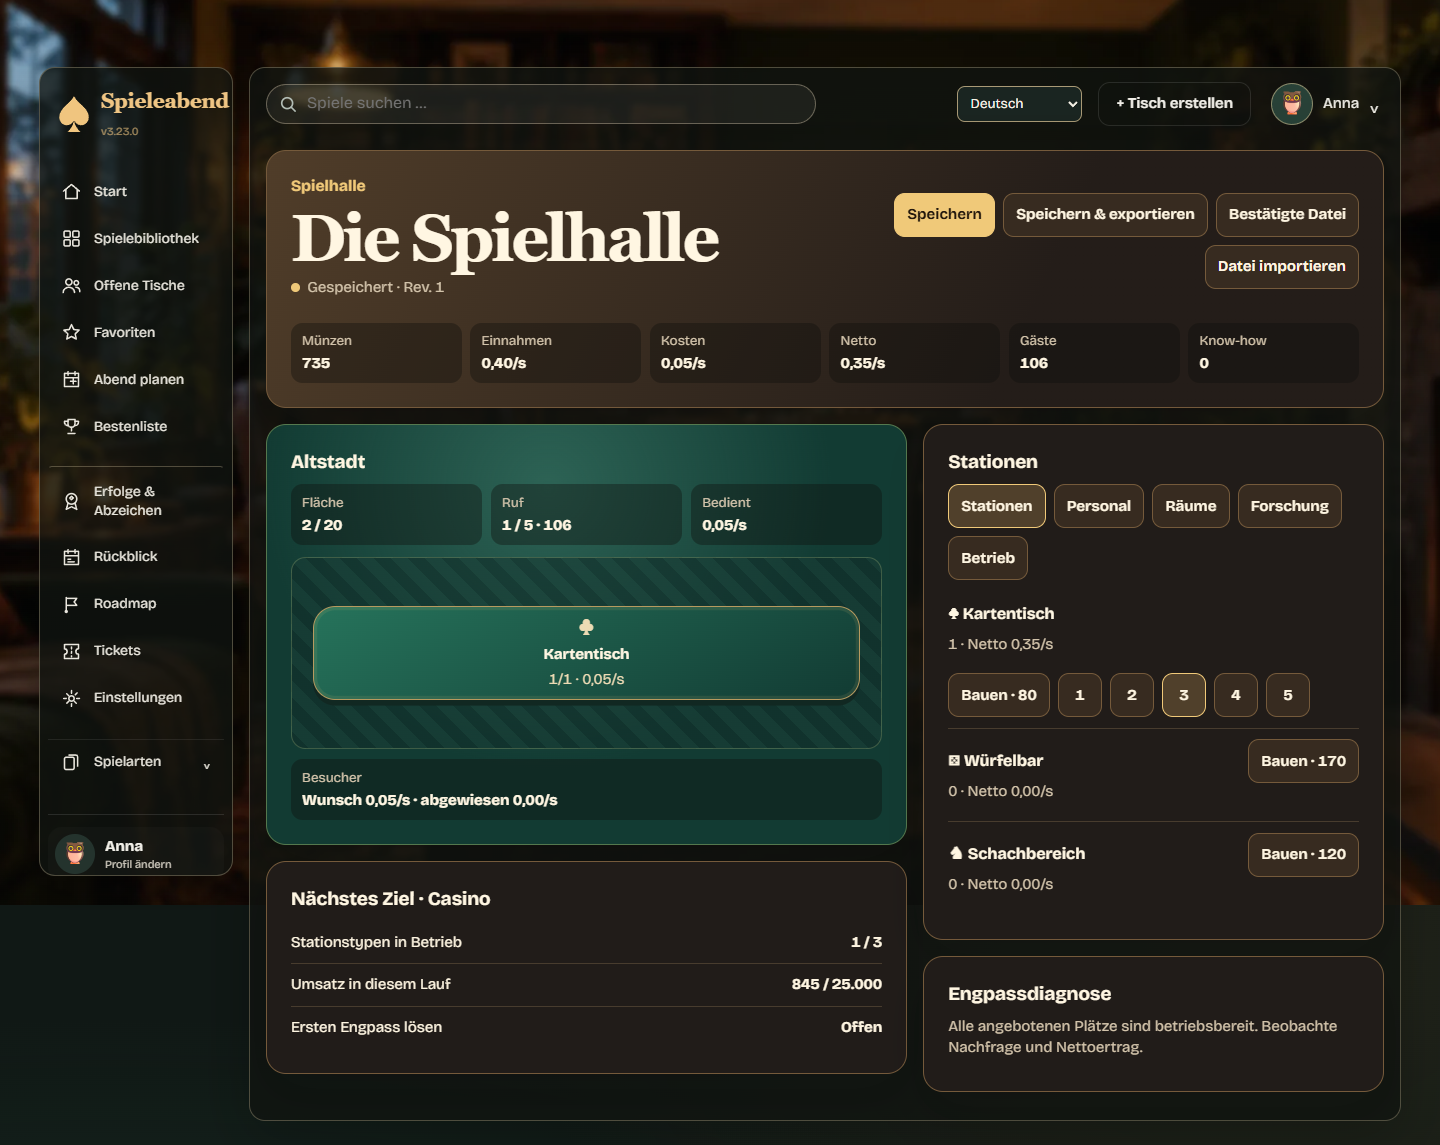 Spieleabend
v3.23.0
Start
Spielebibliothek
Offene Tische
Favoriten
Abend planen
Bestenliste
Erfolge &
Abzeichen
Rückblick
Roadmap
Tickets
Einstellungen
Spielarten
Anna
Profil ändern
Spiele suchen ...
Deutsch
+ Tisch erstellen
Anna
Spielhalle
Die Spielhalle
Gespeichert · Rev. 1
Speichern
Speichern & exportieren
Bestätigte Datei
Datei importieren
Münzen
735
Einnahmen
0,40/s
Kosten
0,05/s
Netto
0,35/s
Gäste
106
Know-how
0
Altstadt
Fläche
2 / 20
Ruf
1 / 5 · 106
Bedient
0,05/s
♣
Kartentisch
1/1 · 0,05/s
Besucher
Wunsch 0,05/s · abgewiesen 0,00/s
Nächstes Ziel · Casino
Stationstypen in Betrieb 1 / 3
Umsatz in diesem Lauf 845 / 25.000
Ersten Engpass lösen Offen
Stationen
Stationen Personal Räume Forschung
Betrieb
♣ Kartentisch
1 · Netto 0,35/s
Bauen · 80 1 2 3 4 5
⚄ Würfelbar Bauen · 170
0 · Netto 0,00/s
♞ Schachbereich Bauen · 120
0 · Netto 0,00/s
Engpassdiagnose
Alle angebotenen Plätze sind betriebsbereit. Beobachte
Nachfrage und Nettoertrag.